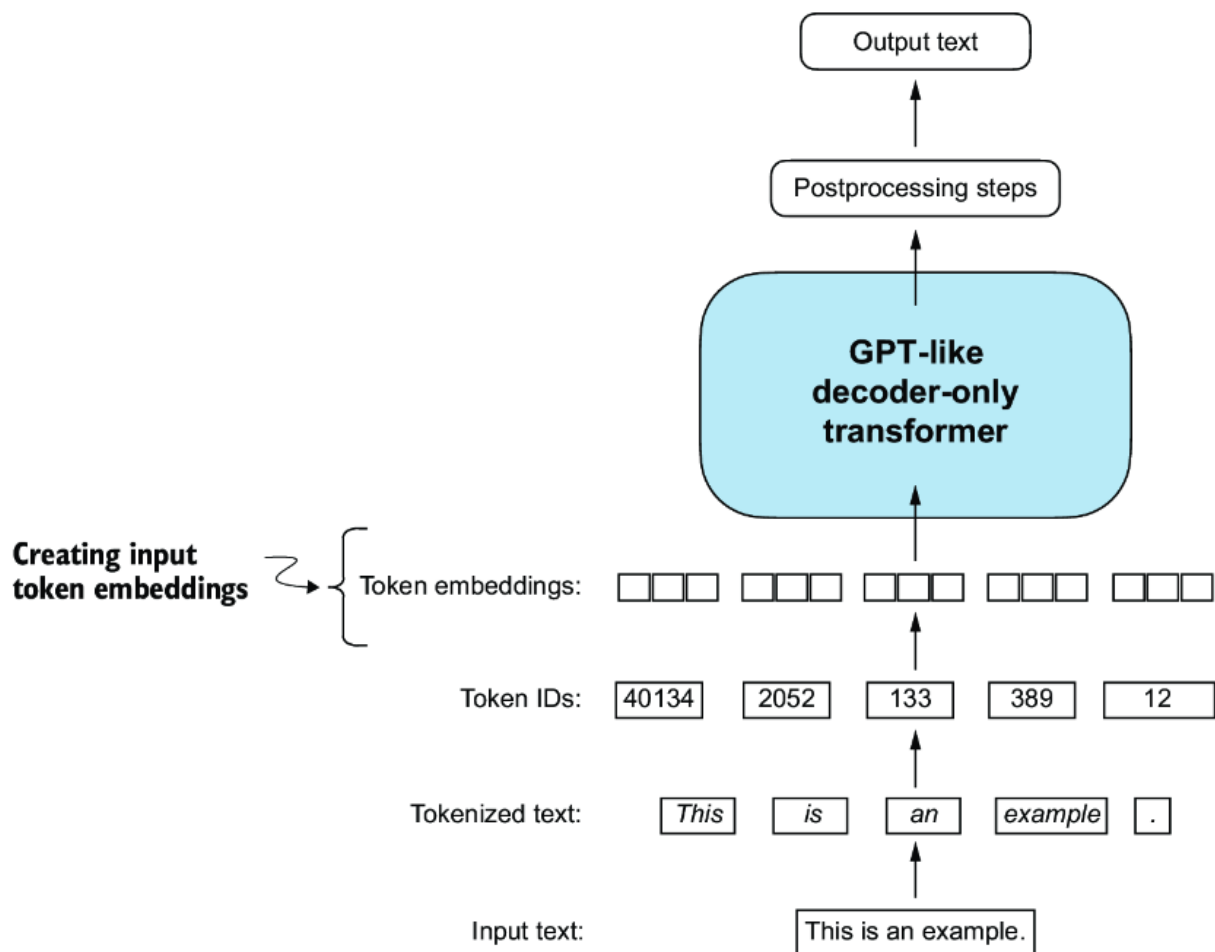 Output text
Postprocessing steps
GPT-like
decoder-only
transformer
Creating input
token embeddings
Token embeddings:
Token IDs: 40134 2052 133 389 12
Tokenized text: This is an example .
Input text: This is an example.